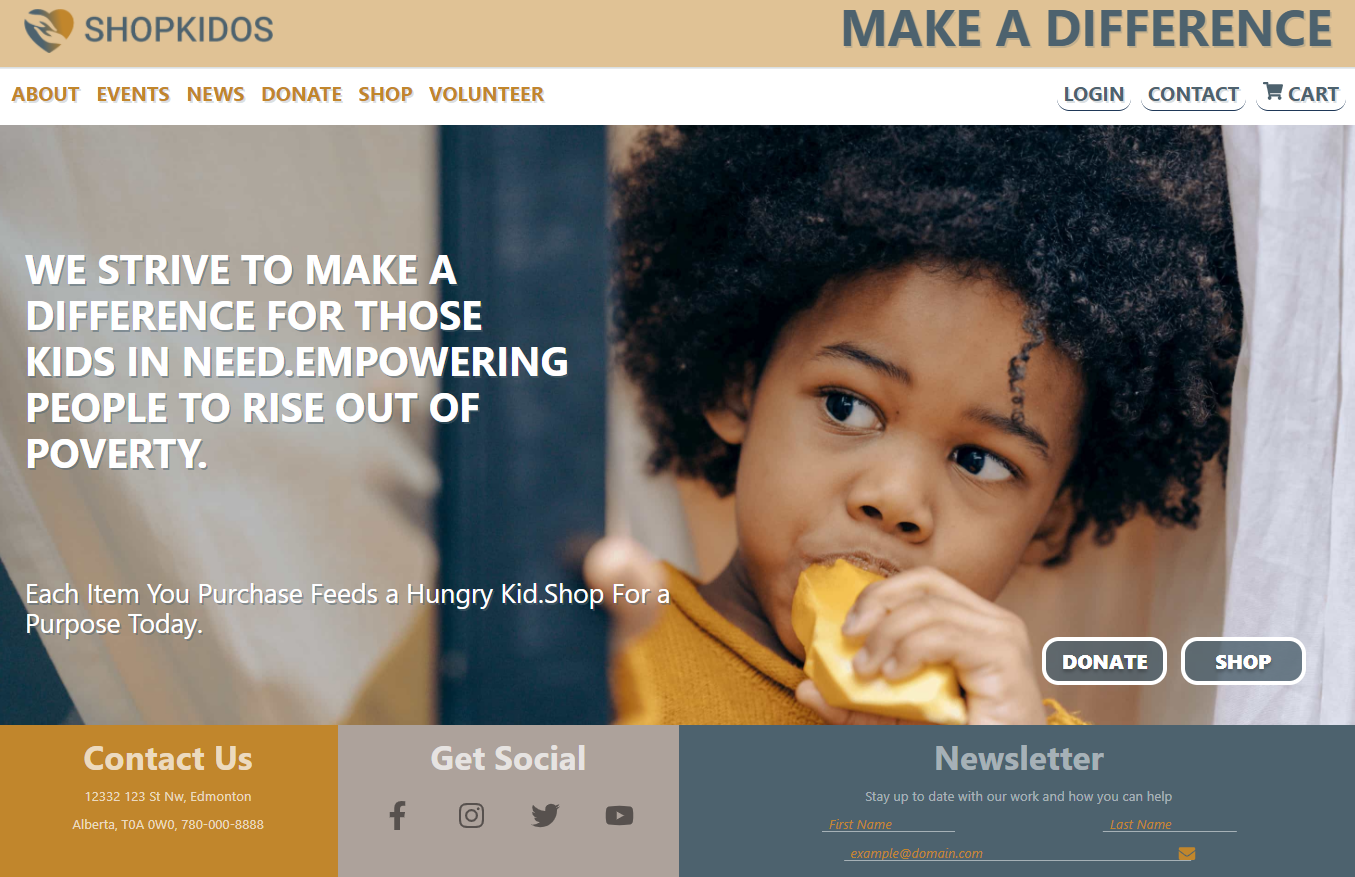 SHOPKIDOS
MAKE A DIFFERENCE
ABOUT EVENTS NEWS DONATE SHOP VOLUNTEER
LOGIN CONTACT CART
WE STRIVE TO MAKE A
DIFFERENCE FOR THOSE
KIDS IN NEED.EMPOWERING
PEOPLE TO RISE OUT OF
POVERTY.
Each Item You Purchase Feeds a Hungry Kid.Shop For a
Purpose Today.
DONATE
SHOP
Contact Us
12332 123 St Nw, Edmonton
Alberta, T0A 0W0, 780-000-8888
Get Social
Newsletter
Stay up to date with our work and how you can help
First Name
Last Name
example@domain.com